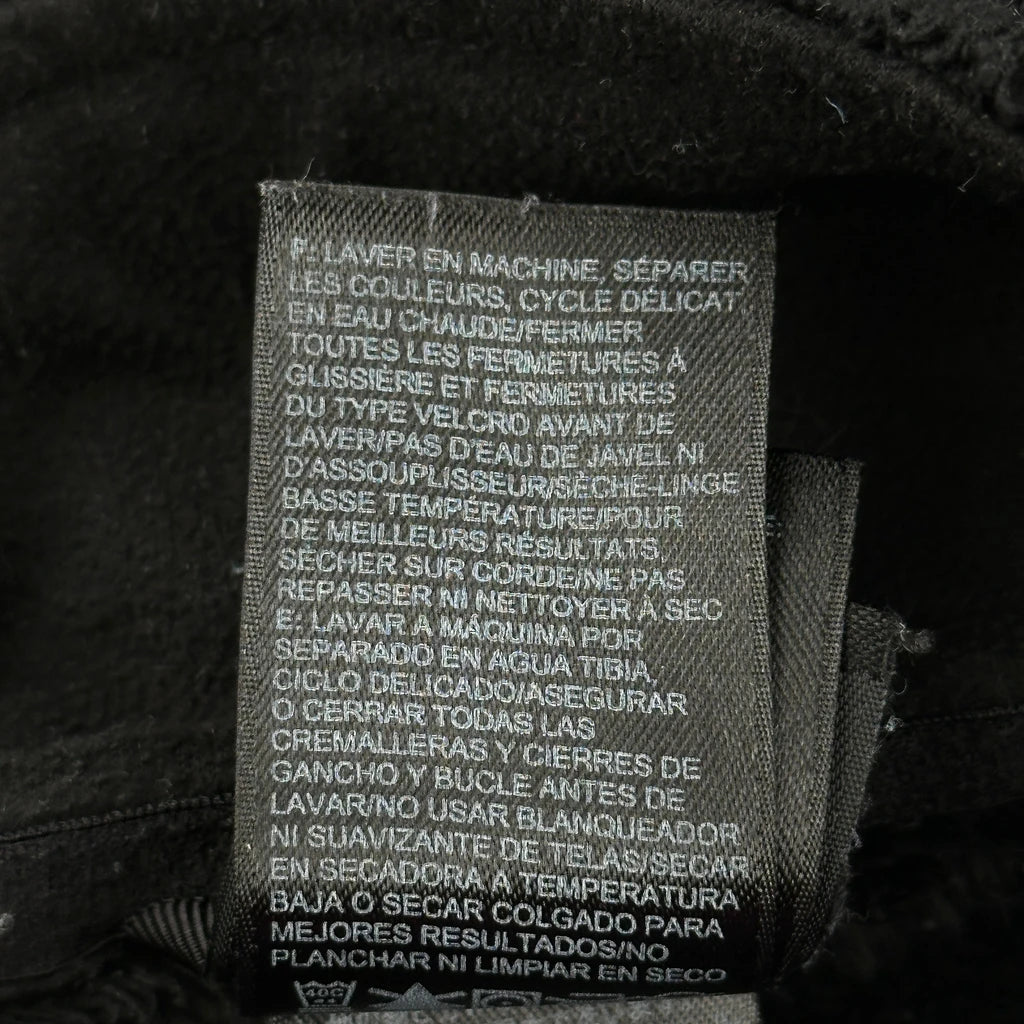 F: LAVER EN MACHINE, SÉPARER
LES COULEURS, CYCLE DÉLICAT,
EN EAU CHAUDE/FERMER
TOUTES LES FERMETURES À
GLISSIÈRE ET FERMETURES
DU TYPE VELCRO AVANT DE
LAVER/PAS D'EAU DE JAVEL NI
D'ASSOUPLISSEUR/SÈCHE-LINGE
BASSE TEMPÉRATURE/POUR
DE MEILLEURS RÉSULTATS,
SÉCHER SUR CORDE/NE PAS
REPASSER NI NETTOYER À SEC
E: LAVAR A MÁQUINA POR
SEPARADO EN AGUA TIBIA,
CICLO DELICADO/ASEGURAR
O CERRAR TODAS LAS
CREMALLERAS Y CIERRES DE
GANCHO Y BUCLE ANTES DE
LAVAR/NO USAR BLANQUEADOR
NI SUAVIZANTE DE TELAS/SECAR
EN SECADORA A TEMPERATURA
BAJA O SECAR COLGADO PARA
MEJORES RESULTADOS/NO
PLANCHAR NI LIMPIAR EN SECO
40C